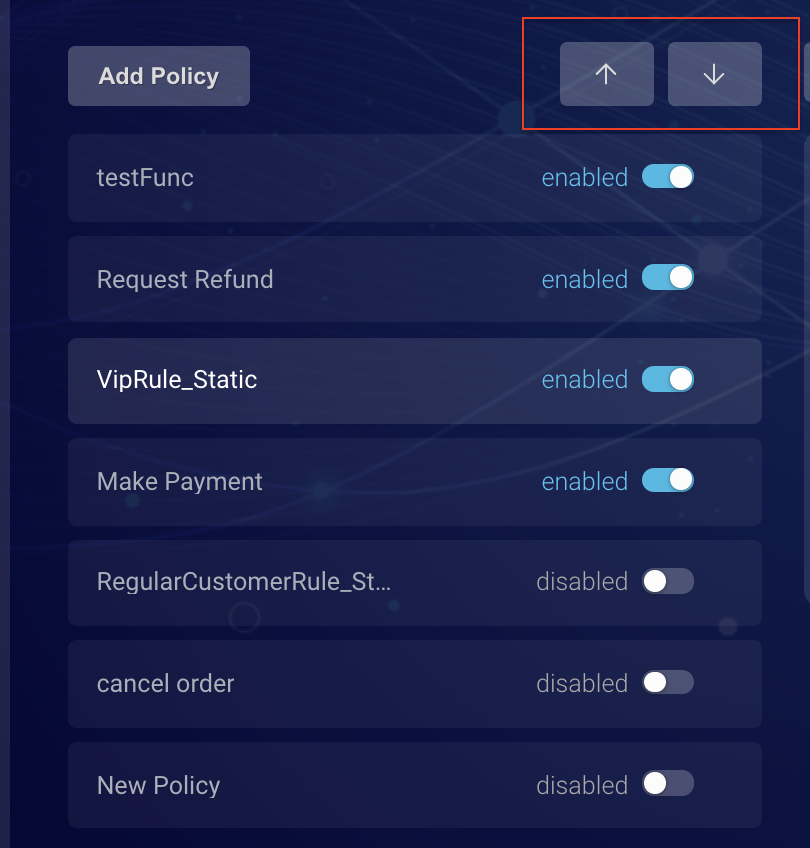 Add Policy
testFunc enabled
Request Refund enabled
VipRule_Static enabled
Make Payment enabled
RegularCustomerRule_St... disabled
cancel order disabled
New Policy disabled